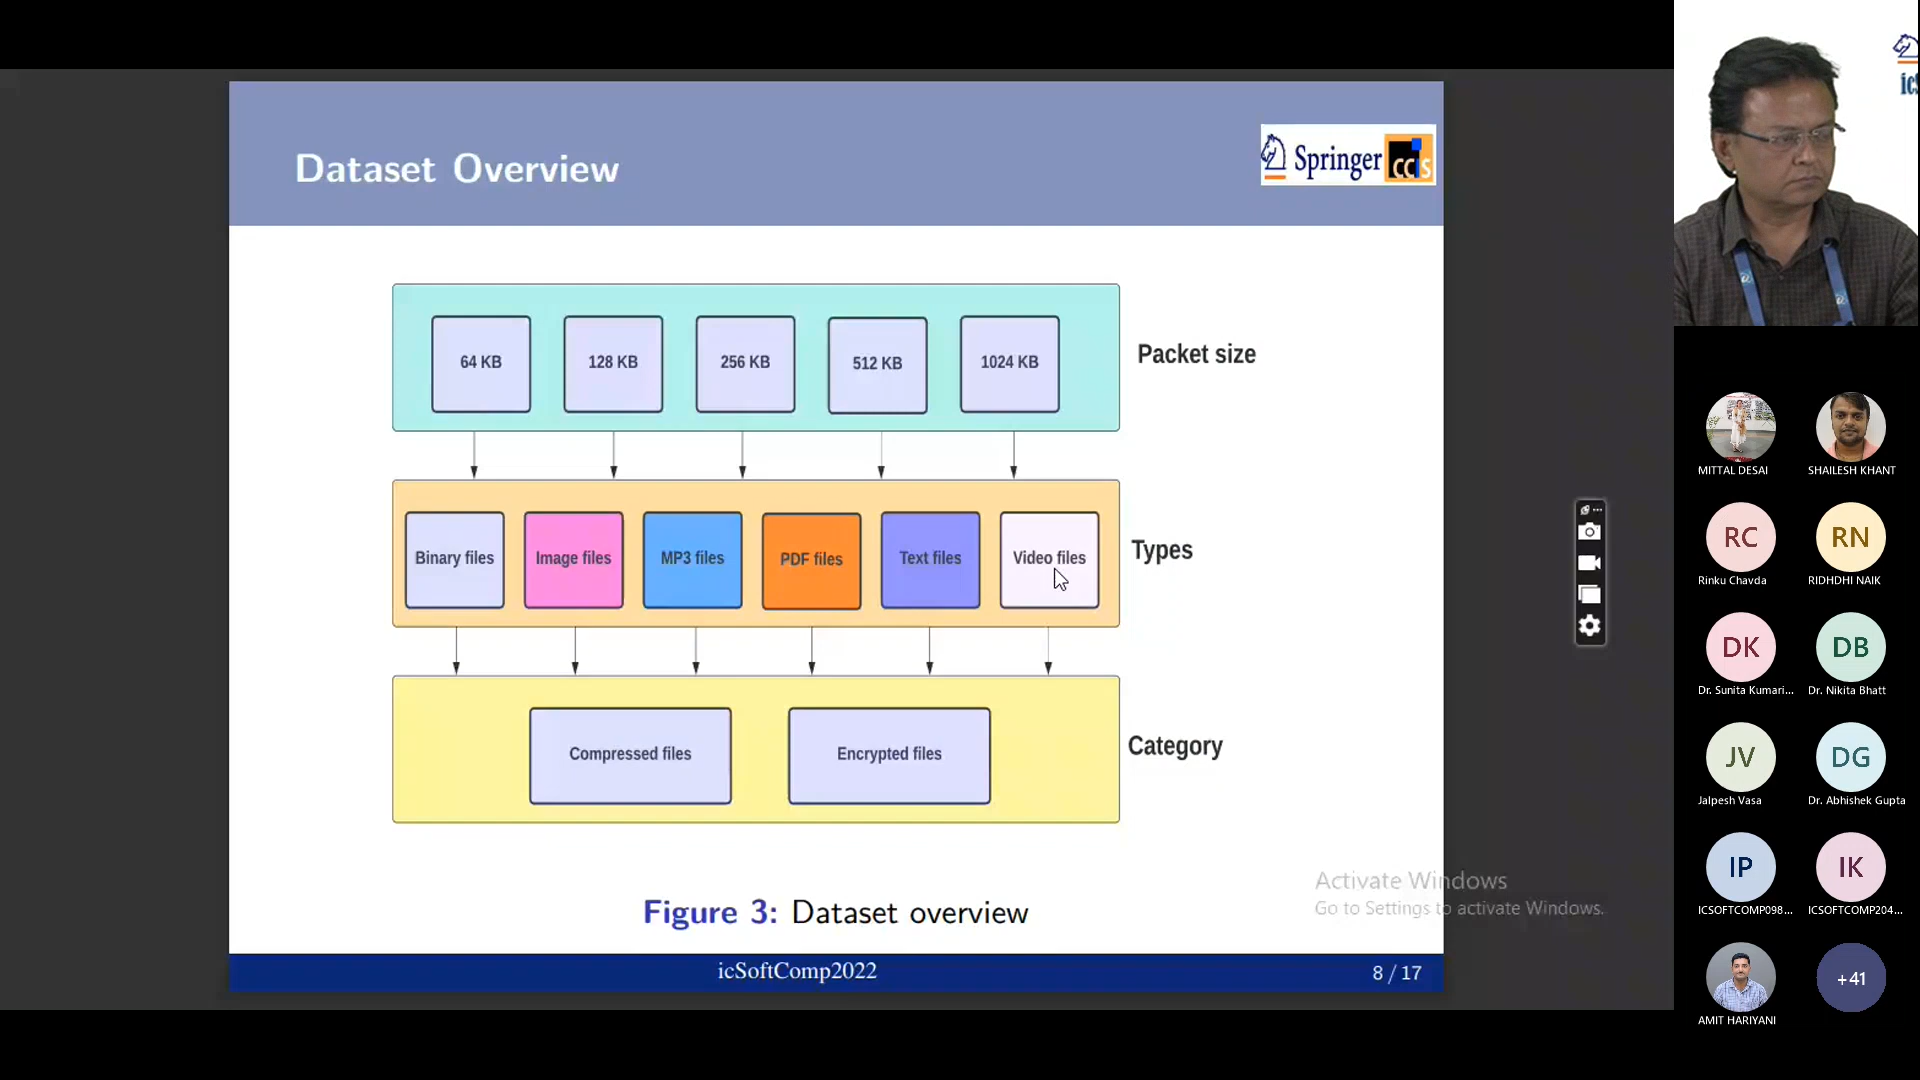 Dataset Overview
Springer
CCIS
64 KB
128 KB
256 KB
512 KB
1024 KB
Packet size
Binary files
Image files
MP3 files
PDF files
Text files
Video files
Types
Compressed files
Encrypted files
Category
Figure 3: Dataset overview
icSoftComp2022
8 / 17
Activate Windows
Go to Settings to activate Windows.
MITTAL DESAI
SHAILESH KHANT
RC
RN
Rinku Chavda
RIDHDHI NAIK
DK
DB
Dr. Sunita Kumari...
Dr. Nikita Bhatt
JV
DG
Jalpesh Vasa
Dr. Abhishek Gupta
IP
IK
ICSOFTCOMP098...
ICSOFTCOMP204...
AMIT HARIYANI
+41